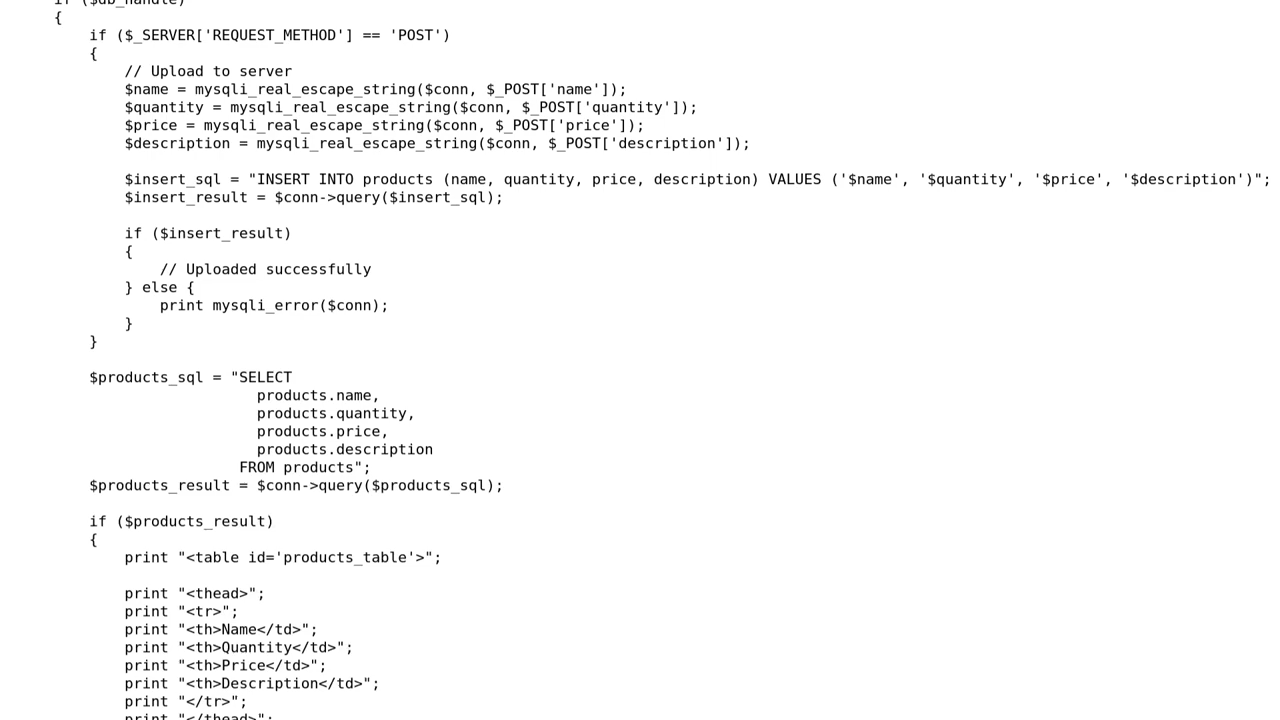 if ($db_handle)
{
if ($_SERVER['REQUEST_METHOD'] == 'POST')
{
// Upload to server
$name = mysqli_real_escape_string($conn, $_POST['name']);
$quantity = mysqli_real_escape_string($conn, $_POST['quantity']);
$price = mysqli_real_escape_string($conn, $_POST['price']);
$description = mysqli_real_escape_string($conn, $_POST['description']);
$insert_sql = "INSERT INTO products (name, quantity, price, description) VALUES ('$name', '$quantity', '$price', '$description')";
$insert_result = $conn->query($insert_sql);
if ($insert_result)
{
// Uploaded successfully
} else {
print mysqli_error($conn);
}
}
$products_sql = "SELECT
products.name,
products.quantity,
products.price,
products.description
FROM products";
$products_result = $conn->query($products_sql);
if ($products_result)
{
print "<table id='products_table'>";
print "<thead>";
print "<tr>";
print "<th>Name</td>";
print "<th>Quantity</td>";
print "<th>Price</td>";
print "<th>Description</td>";
print "</tr>";
print "</thead>";